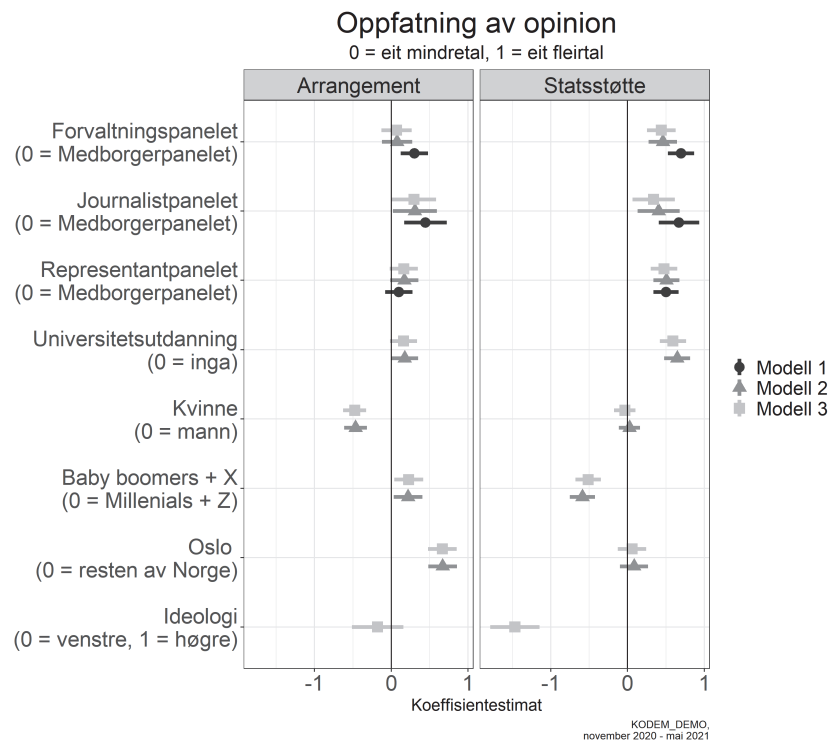 Oppfatning av opinion
0 = eit mindretal, 1 = eit fleirtal
Arrangement
Statsstøtte
Forvaltningspanelet
(0 = Medborgerpanelet)
Journalistpanelet
(0 = Medborgerpanelet)
Representantpanelet
(0 = Medborgerpanelet)
Universitetsutdanning
(0 = inga)
Kvinne
(0 = mann)
Baby boomers + X
(0 = Millenials + Z)
Oslo
(0 = resten av Norge)
Ideologi
(0 = venstre, 1 = høgre)
Modell 1
Modell 2
Modell 3
-1 0 1
-1 0 1
Koeffisientestimat
KODEM_DEMO,
november 2020 - mai 2021